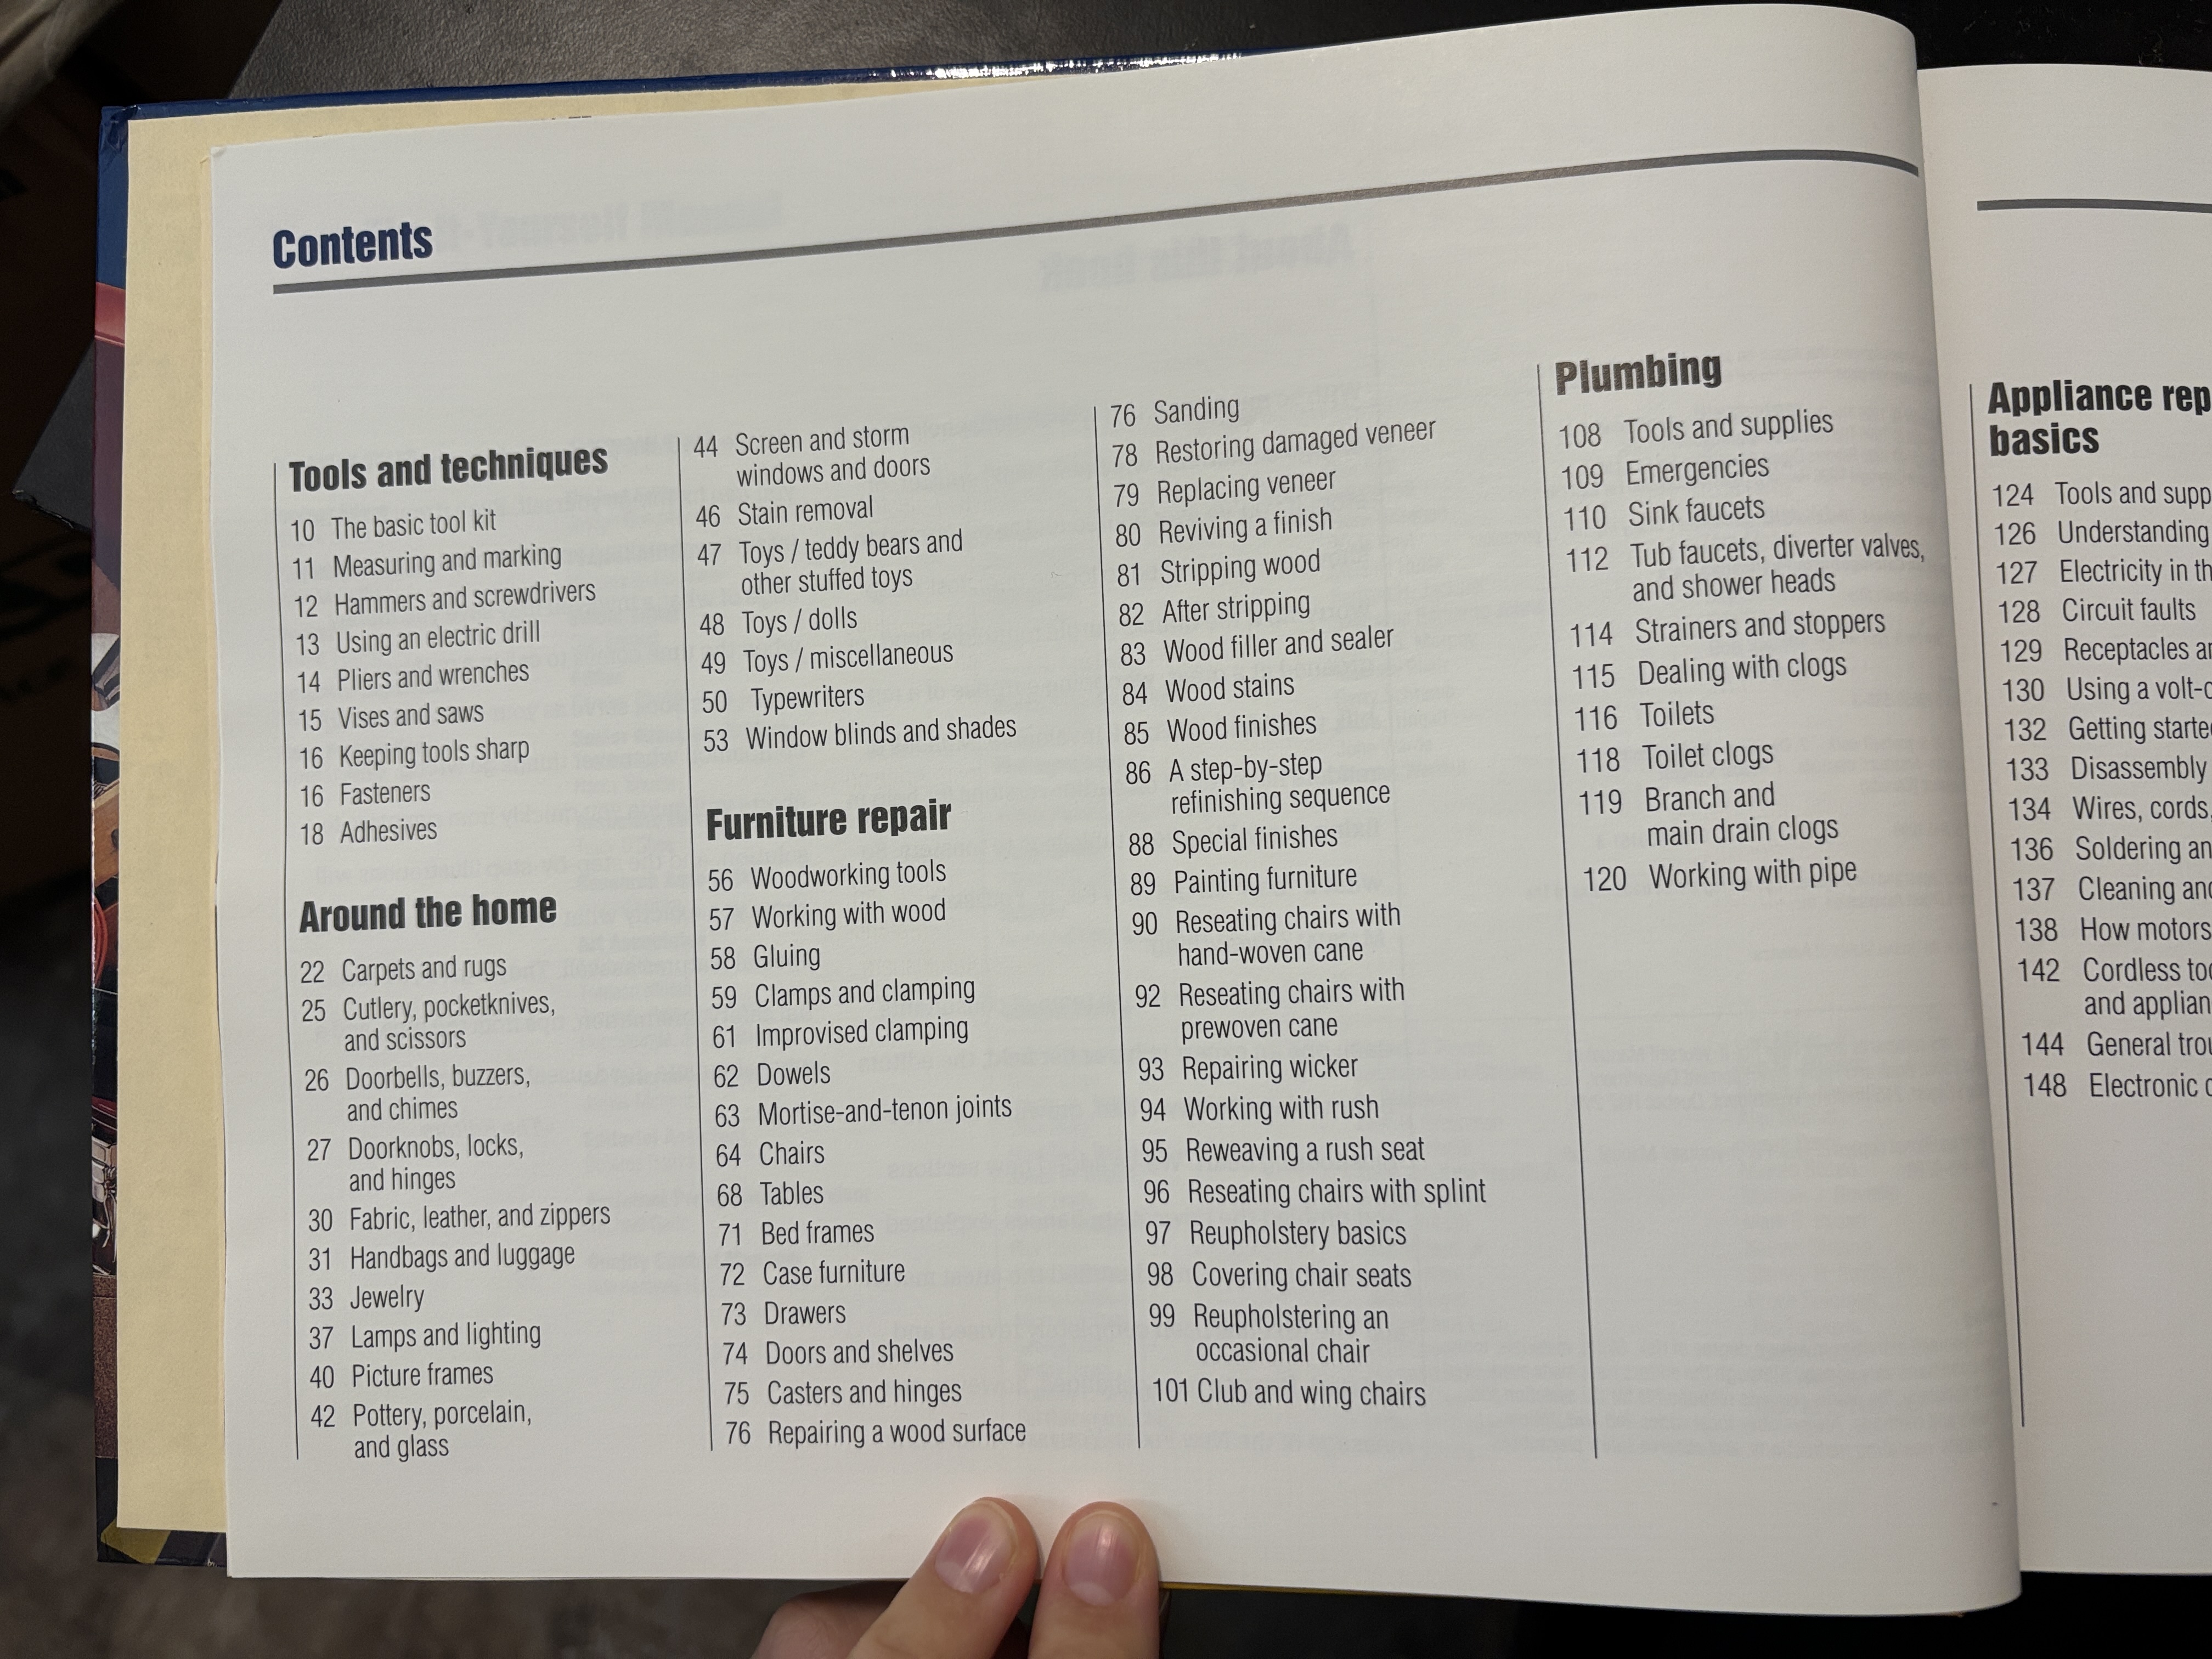 Contents
Tools and techniques
10 The basic tool kit
11 Measuring and marking
12 Hammers and screwdrivers
13 Using an electric drill
14 Pliers and wrenches
15 Vises and saws
16 Keeping tools sharp
16 Fasteners
18 Adhesives
Around the home
22 Carpets and rugs
25 Cutlery, pocketknives,
and scissors
26 Doorbells, buzzers,
and chimes
27 Doorknobs, locks,
and hinges
30 Fabric, leather, and zippers
31 Handbags and luggage
33 Jewelry
37 Lamps and lighting
40 Picture frames
42 Pottery, porcelain,
and glass
44 Screen and storm
windows and doors
46 Stain removal
47 Toys / teddy bears and
other stuffed toys
48 Toys / dolls
49 Toys / miscellaneous
50 Typewriters
53 Window blinds and shades
Furniture repair
56 Woodworking tools
57 Working with wood
58 Gluing
59 Clamps and clamping
61 Improvised clamping
62 Dowels
63 Mortise-and-tenon joints
64 Chairs
68 Tables
71 Bed frames
72 Case furniture
73 Drawers
74 Doors and shelves
75 Casters and hinges
76 Repairing a wood surface
76 Sanding
78 Restoring damaged veneer
79 Replacing veneer
80 Reviving a finish
81 Stripping wood
82 After stripping
83 Wood filler and sealer
84 Wood stains
85 Wood finishes
86 A step-by-step
refinishing sequence
88 Special finishes
89 Painting furniture
90 Reseating chairs with
hand-woven cane
92 Reseating chairs with
prewoven cane
93 Repairing wicker
94 Working with rush
95 Reweaving a rush seat
96 Reseating chairs with splint
97 Reupholstery basics
98 Covering chair seats
99 Reupholstering an
occasional chair
101 Club and wing chairs
Plumbing
108 Tools and supplies
109 Emergencies
110 Sink faucets
112 Tub faucets, diverter valves,
and shower heads
114 Strainers and stoppers
115 Dealing with clogs
116 Toilets
118 Toilet clogs
119 Branch and
main drain clogs
120 Working with pipe
Appliance rep
basics
124 Tools and supp
126 Understanding
127 Electricity in th
128 Circuit faults
129 Receptacles a
130 Using a volt-
132 Getting starte
133 Disassembly
134 Wires, cords,
136 Soldering an
137 Cleaning an
138 How motors
142 Cordless to
and applian
144 General trou
148 Electronic